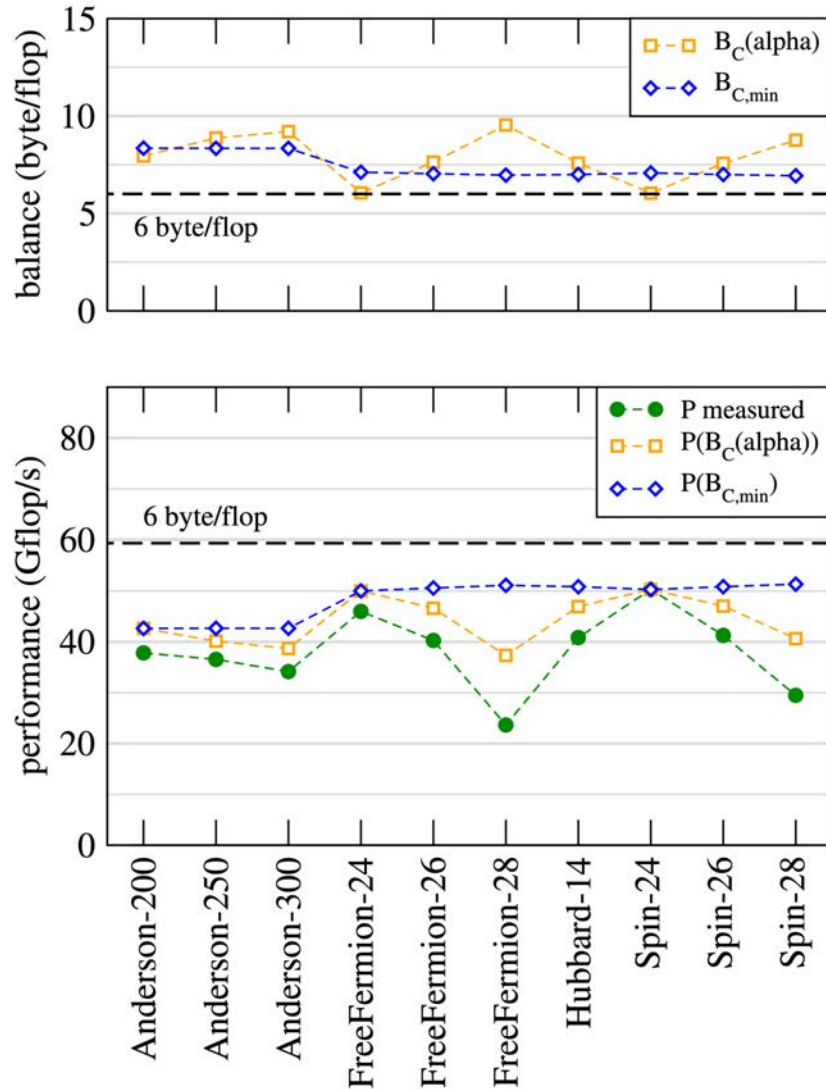 balance (byte/flop)
15
10
5
0
B_C(alpha)
B_C,min
6 byte/flop
performance (Gflop/s)
80
60
40
20
0
P measured
P(B_C(alpha))
P(B_C,min)
6 byte/flop
Anderson-200
Anderson-250
Anderson-300
FreeFermion-24
FreeFermion-26
FreeFermion-28
Hubbard-14
Spin-24
Spin-26
Spin-28